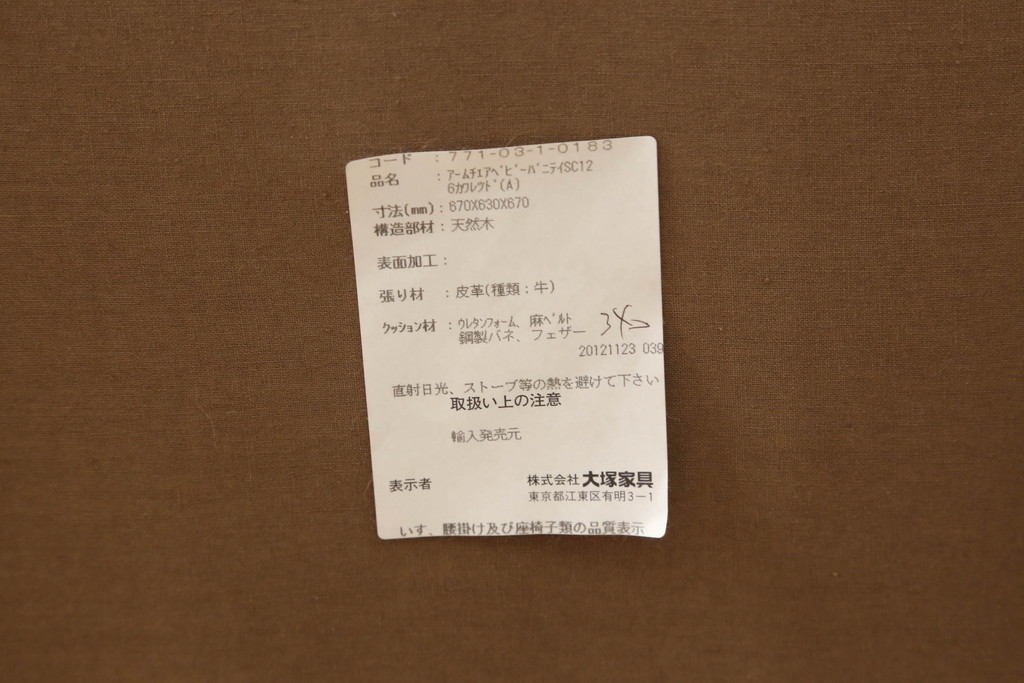 コード : 771-03-1-0183
品名 : ｱｰﾑﾁｴｱﾍﾞﾋﾞｰﾊﾞﾆﾃｲSC12
6ｶﾜﾚﾂﾄﾞ(A)
寸法(mm) : 670X630X670
構造部材 : 天然木
表面加工 :
張り材 : 皮革(種類：牛)
ｸｯｼｮﾝ材 : ｳﾚﾀﾝﾌｫｰﾑ、麻ﾍﾞﾙﾄ
鋼製バネ、フェザー
20121123 039
直射日光、ストーブ等の熱を避けて下さい
取扱い上の注意
輸入発売元
表示者 株式会社 大塚家具
東京都江東区有明3－1
いす、腰掛け及び座椅子類の品質表示